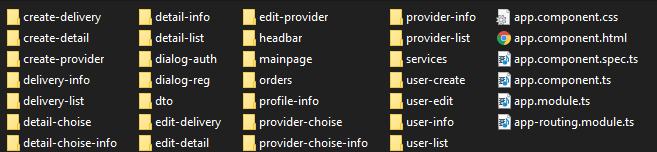 create-delivery
create-detail
create-provider
delivery-info
delivery-list
detail-choise
detail-choise-info
detail-info
detail-list
dialog-auth
dialog-reg
dto
edit-delivery
edit-detail
edit-provider
headbar
mainpage
orders
profile-info
provider-choise
provider-choise-info
provider-info
provider-list
services
user-create
user-edit
user-info
user-list
app.component.css
app.component.html
app.component.spec.ts
app.component.ts
app.module.ts
app-routing.module.ts